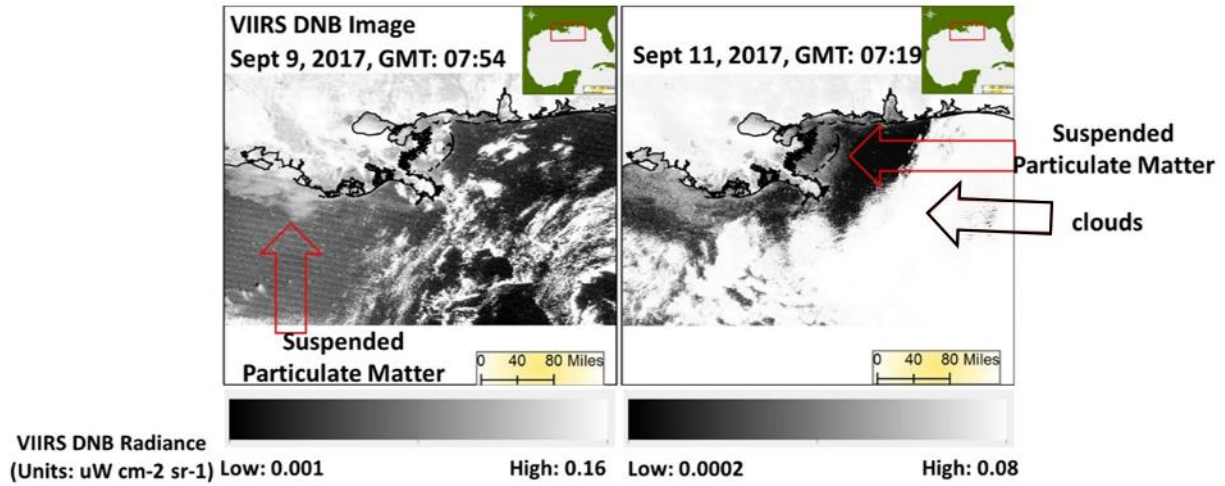 VIIRS DNB Image
Sept 9, 2017, GMT: 07:54
Sept 11, 2017, GMT: 07:19
Suspended
Particulate Matter
clouds
Suspended
Particulate Matter
0 40 80 Miles
0 40 80 Miles
VIIRS DNB Radiance
(Units: uW cm-2 sr-1)
Low: 0.001
High: 0.16
Low: 0.0002
High: 0.08